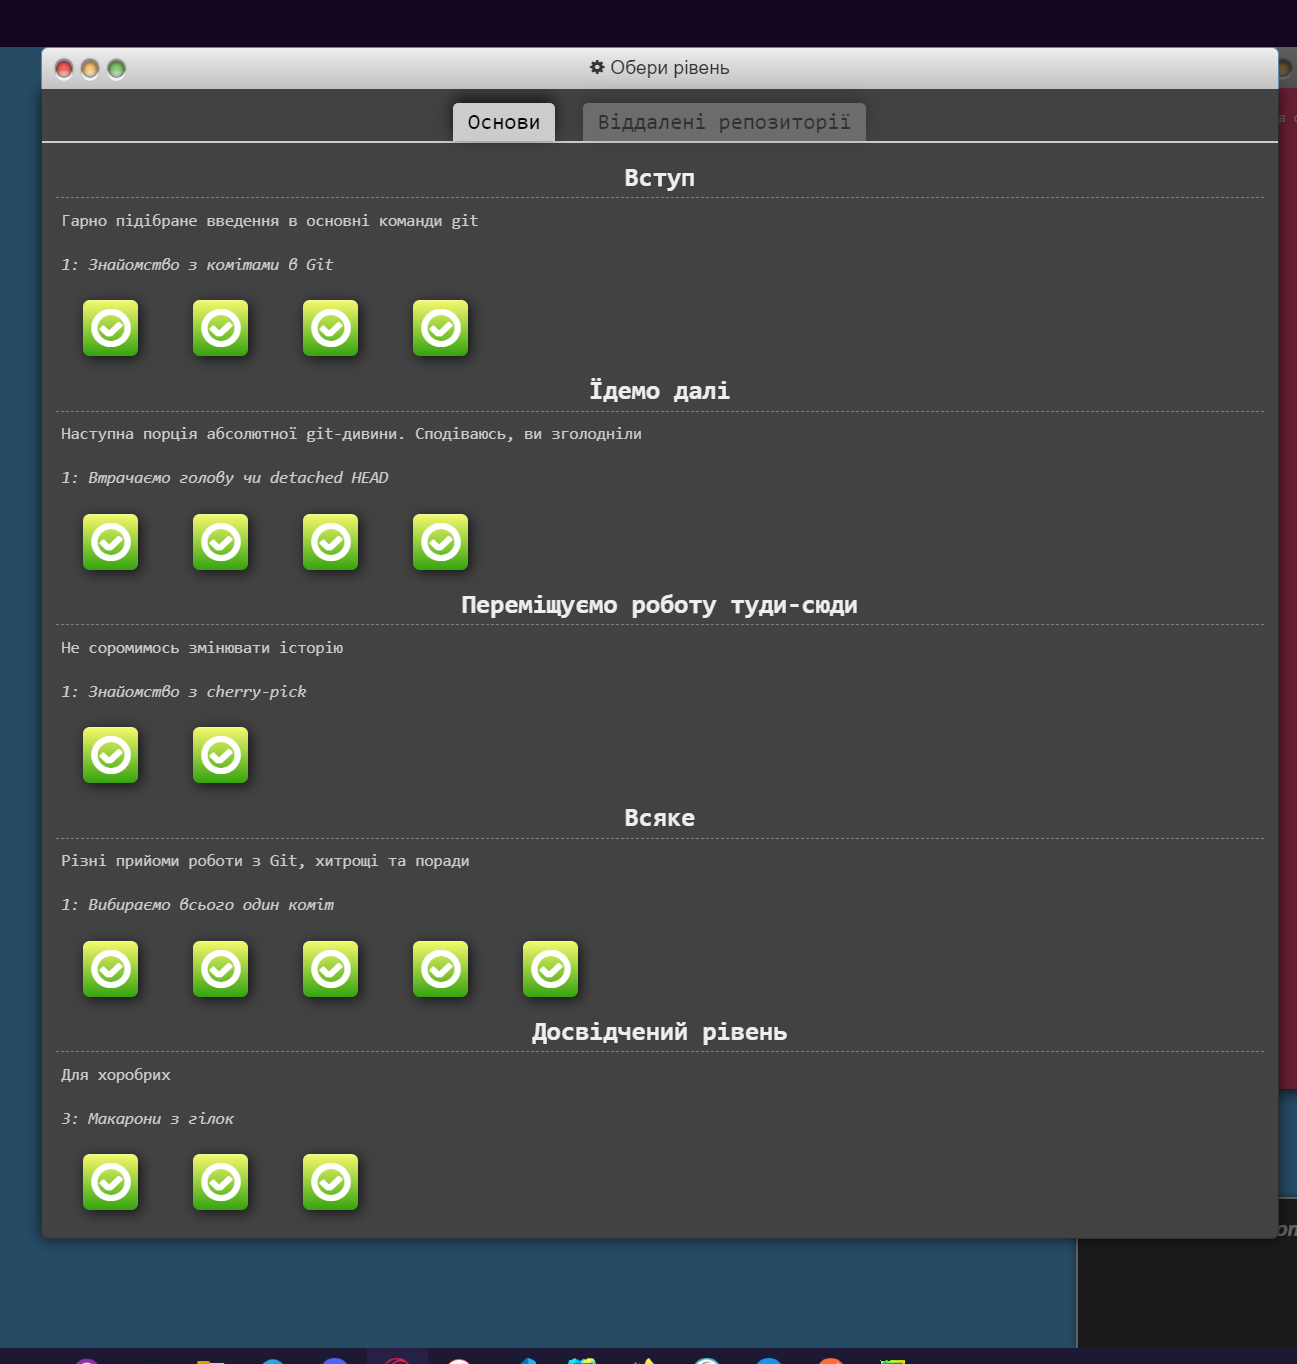 Обери рівень
Основи
Віддалені репозиторії
Вступ
Гарно підібране введення в основні команди git
1: Знайомство з комітами в Git
Їдемо далі
Наступна порція абсолютної git-дивини. Сподіваюсь, ви зголодніли
1: Втрачаємо голову чи detached HEAD
Переміщуємо роботу туди-сюди
Не соромимось змінювати історію
1: Знайомство з cherry-pick
Всяке
Різні прийоми роботи з Git, хитрощі та поради
1: Вибираємо всього один коміт
Досвідчений рівень
Для хоробрих
3: Макарони з гілок